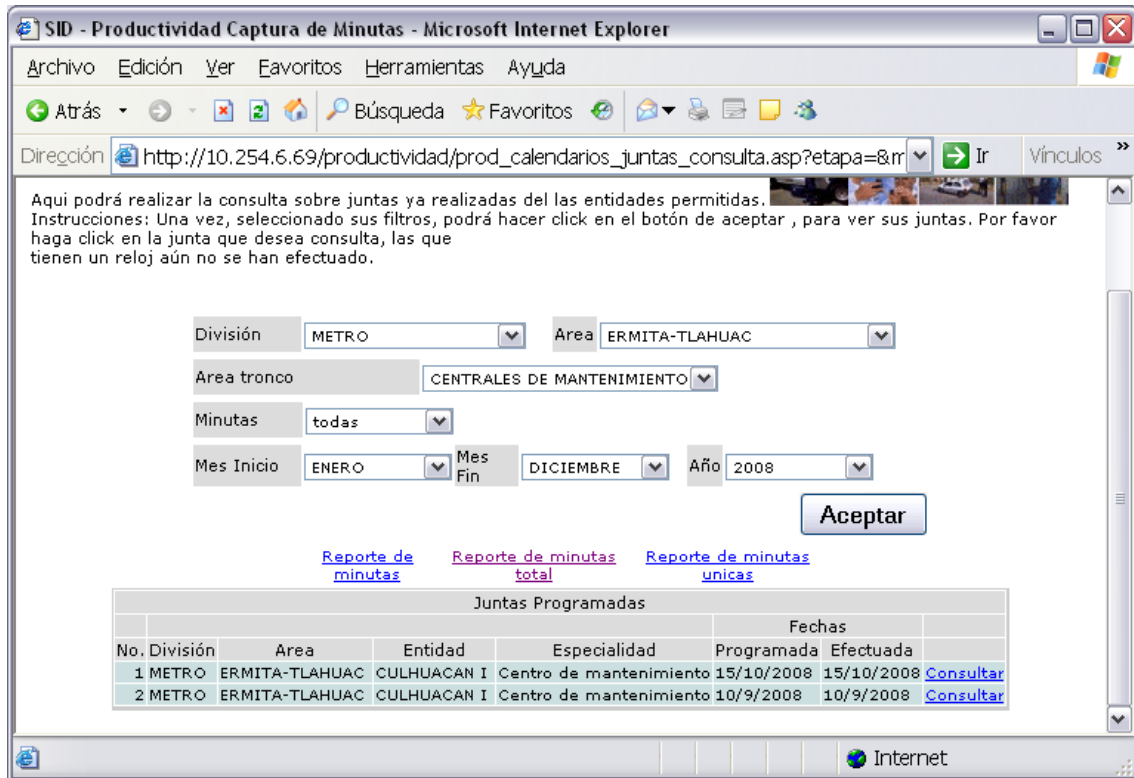 SID - Productividad Captura de Minutas - Microsoft Internet Explorer
Archivo Edición Ver Favoritos Herramientas Ayuda
Atrás Búsqueda Favoritos
Dirección http://10.254.6.69/productividad/prod_calendarios_juntas_consulta.asp?etapa=&m Ir Vínculos »
Aqui podrá realizar la consulta sobre juntas ya realizadas del las entidades permitidas.
Instrucciones: Una vez, seleccionado sus filtros, podrá hacer click en el botón de aceptar , para ver sus juntas. Por favor
haga click en la junta que desea consulta, las que
tienen un reloj aún no se han efectuado.
División METRO Area ERMITA-TLAHUAC
Area tronco CENTRALES DE MANTENIMIENTO
Minutas todas
Mes Inicio ENERO Mes Fin DICIEMBRE Año 2008
Aceptar
Reporte de minutas Reporte de minutas total Reporte de minutas unicas
Juntas Programadas
Fechas
No. División Area Entidad Especialidad Programada Efectuada
1 METRO ERMITA-TLAHUAC CULHUACAN I Centro de mantenimiento 15/10/2008 15/10/2008 Consultar
2 METRO ERMITA-TLAHUAC CULHUACAN I Centro de mantenimiento 10/9/2008 10/9/2008 Consultar
Internet